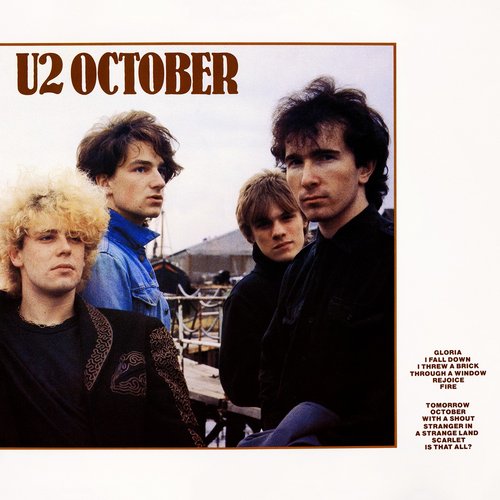 U2 OCTOBER
GLORIA
I FALL DOWN
I THREW A BRICK
THROUGH A WINDOW
REJOICE
FIRE
TOMORROW
OCTOBER
WITH A SHOUT
STRANGER IN
A STRANGE LAND
SCARLET
IS THAT ALL?